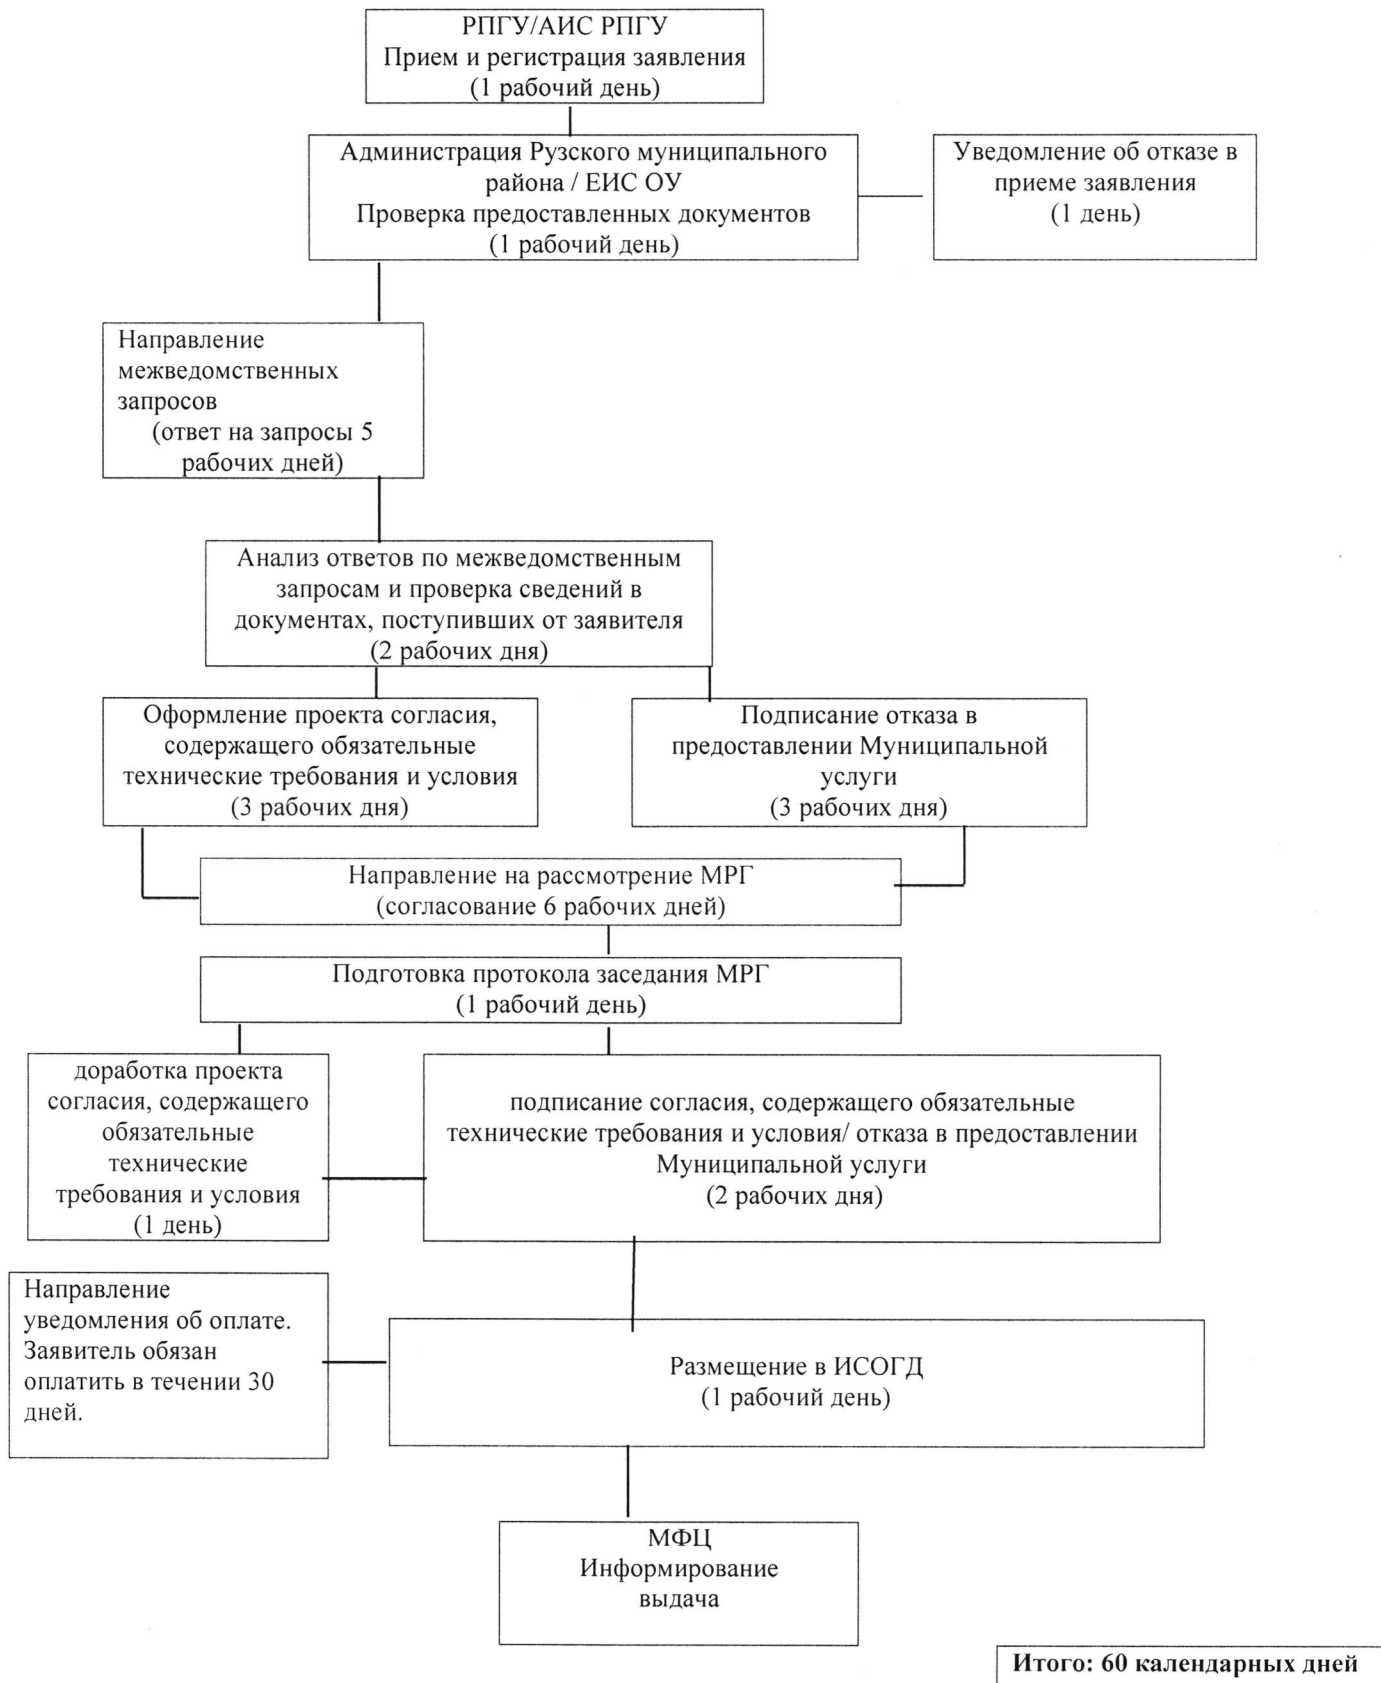 РПГУ/АИС РПГУ
Прием и регистрация заявления
(1 рабочий день)
Администрация Рузского муниципального
района / ЕИС ОУ
Проверка предоставленных документов
(1 рабочий день)
Уведомление об отказе в
приеме заявления
(1 день)
Направление
межведомственных
запросов
(ответ на запросы 5
рабочих дней)
Анализ ответов по межведомственным
запросам и проверка сведений в
документах, поступивших от заявителя
(2 рабочих дня)
Оформление проекта согласия,
содержащего обязательные
технические требования и условия
(3 рабочих дня)
Подписание отказа в
предоставлении Муниципальной
услуги
(3 рабочих дня)
Направление на рассмотрение МРГ
(согласование 6 рабочих дней)
Подготовка протокола заседания МРГ
(1 рабочий день)
доработка проекта
согласия, содержащего
обязательные
технические
требования и условия
(1 день)
подписание согласия, содержащего обязательные
технические требования и условия/ отказа в предоставлении
Муниципальной услуги
(2 рабочих дня)
Направление
уведомления об оплате.
Заявитель обязан
оплатить в течении 30
дней.
Размещение в ИСОГД
(1 рабочий день)
МФЦ
Информирование
выдача
Итого: 60 календарных дней